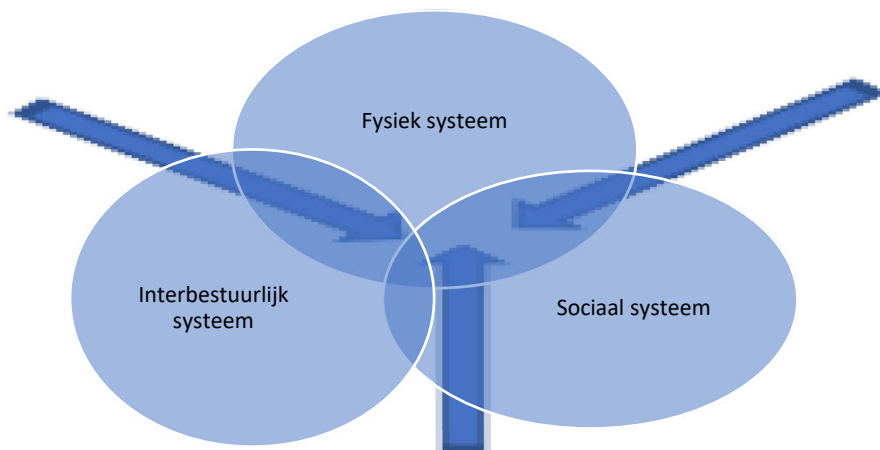 Fysiek systeem
Interbestuurlijk
systeem
Sociaal systeem